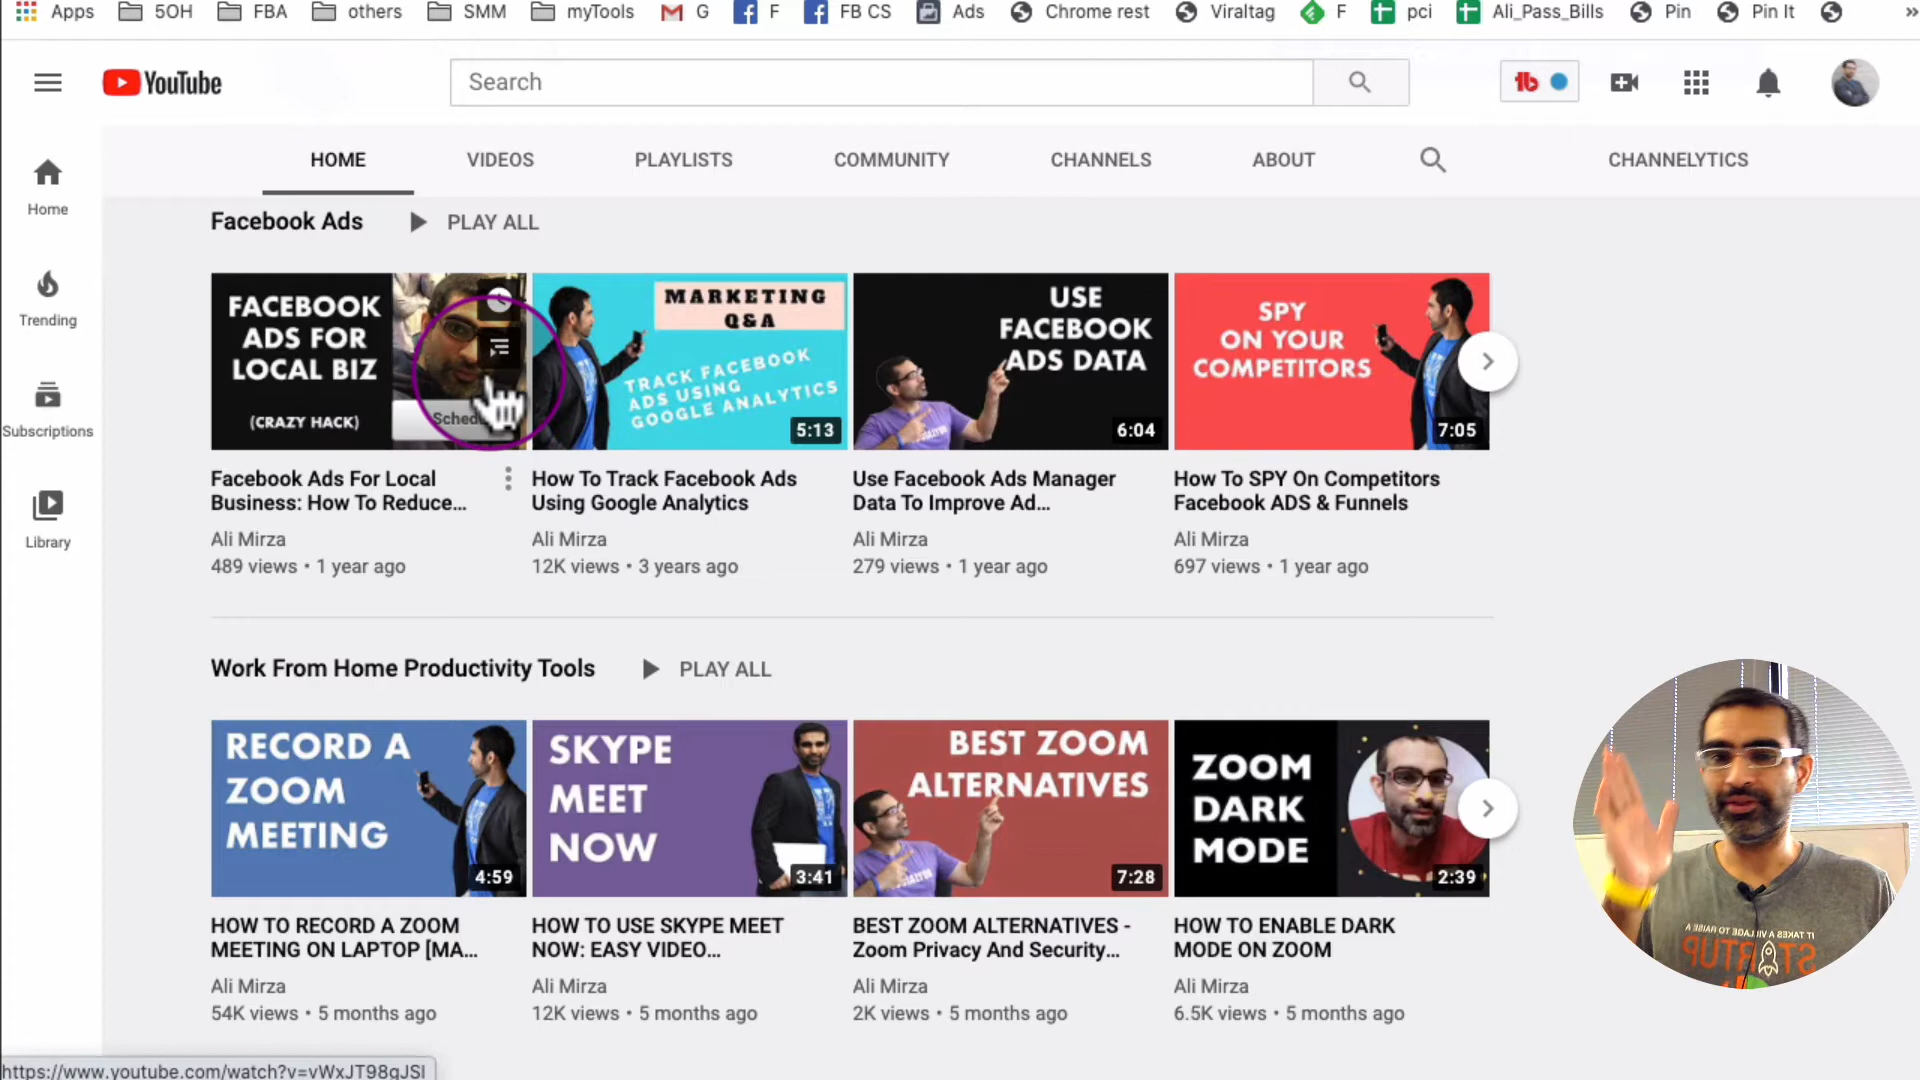 Apps 5OH FBA others SMM myTools G F FB CS Ads Chrome rest Viraltag F pci Ali_Pass_Bills Pin Pin It »
YouTube
Search
HOME VIDEOS PLAYLISTS COMMUNITY CHANNELS ABOUT CHANNELYTICS
Home
Trending
Subscriptions
Library
Facebook Ads PLAY ALL
FACEBOOK
ADS FOR
LOCAL BIZ
(CRAZY HACK)
MARKETING
Q&A
TRACK FACEBOOK
ADS USING
GOOGLE ANALYTICS
5:13
USE
FACEBOOK
ADS DATA
6:04
SPY
ON YOUR
COMPETITORS
7:05
Facebook Ads For Local
Business: How To Reduce...
Ali Mirza
489 views • 1 year ago
How To Track Facebook Ads
Using Google Analytics
Ali Mirza
12K views • 3 years ago
Use Facebook Ads Manager
Data To Improve Ad...
Ali Mirza
279 views • 1 year ago
How To SPY On Competitors
Facebook ADS & Funnels
Ali Mirza
697 views • 1 year ago
Work From Home Productivity Tools PLAY ALL
RECORD A
ZOOM
MEETING
4:59
SKYPE
MEET
NOW
3:41
BEST ZOOM
ALTERNATIVES
7:28
ZOOM
DARK
MODE
2:39
HOW TO RECORD A ZOOM
MEETING ON LAPTOP [MA...
Ali Mirza
54K views • 5 months ago
HOW TO USE SKYPE MEET
NOW: EASY VIDEO...
Ali Mirza
12K views • 5 months ago
BEST ZOOM ALTERNATIVES -
Zoom Privacy And Security...
Ali Mirza
2K views • 5 months ago
HOW TO ENABLE DARK
MODE ON ZOOM
Ali Mirza
6.5K views • 5 months ago
IT TAKES A VILLAGE TO RAISE A
https://www.youtube.com/watch?v=vWxJT98gJSI